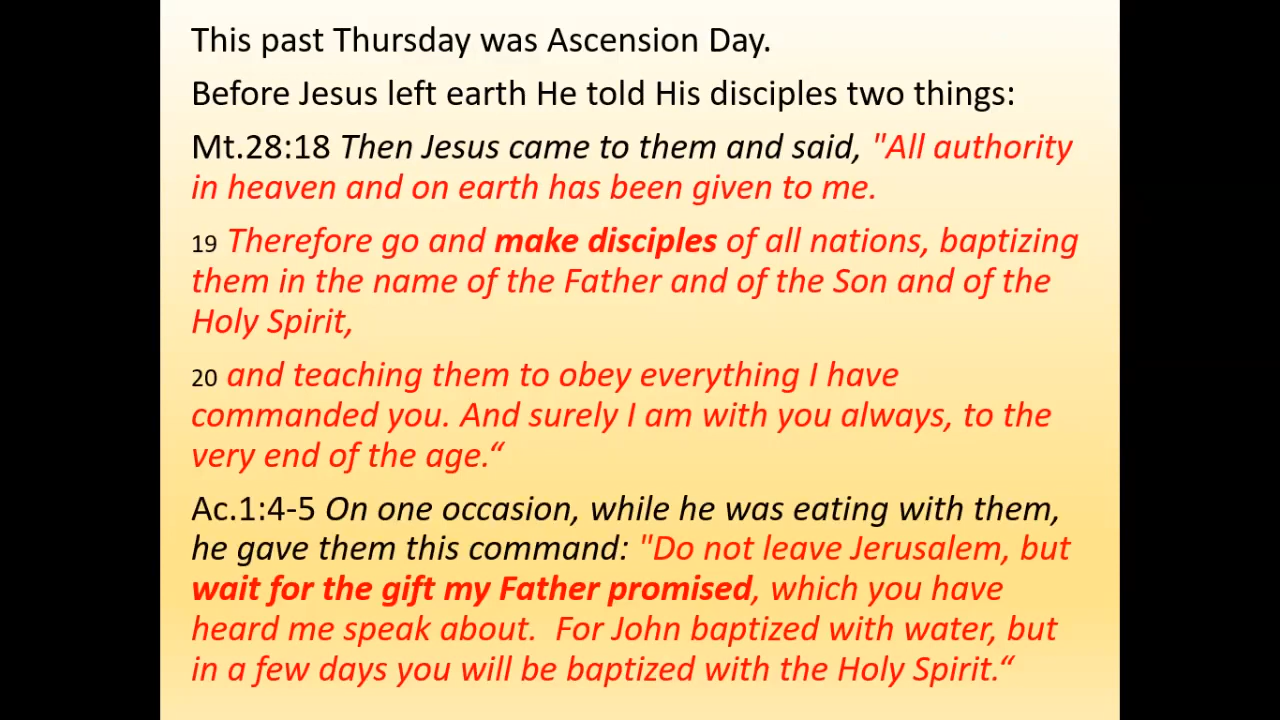 This past Thursday was Ascension Day.
Before Jesus left earth He told His disciples two things:
Mt.28:18 Then Jesus came to them and said, "All authority
in heaven and on earth has been given to me.
19 Therefore go and make disciples of all nations, baptizing
them in the name of the Father and of the Son and of the
Holy Spirit,
20 and teaching them to obey everything I have
commanded you. And surely I am with you always, to the
very end of the age.“
Ac.1:4-5 On one occasion, while he was eating with them,
he gave them this command: "Do not leave Jerusalem, but
wait for the gift my Father promised, which you have
heard me speak about.  For John baptized with water, but
in a few days you will be baptized with the Holy Spirit.“